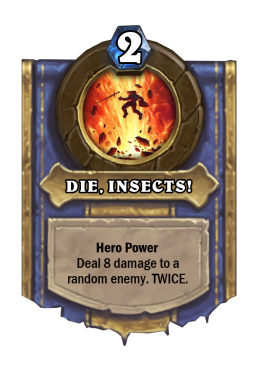 2
DIE, INSECTS!
Hero Power
Deal 8 damage to a
random enemy. TWICE.